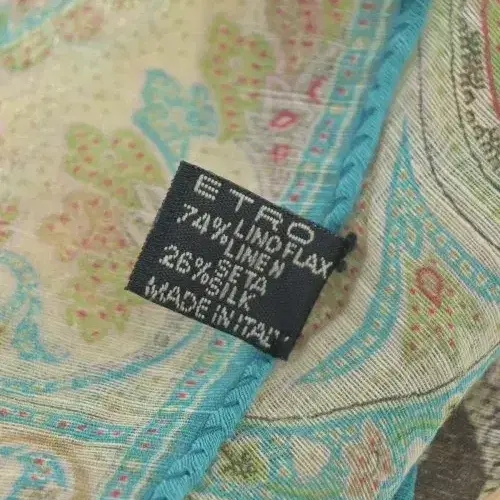 ETRO
74% LINO FLAX
LINEN
26% SETA
SILK
MADE IN ITALY